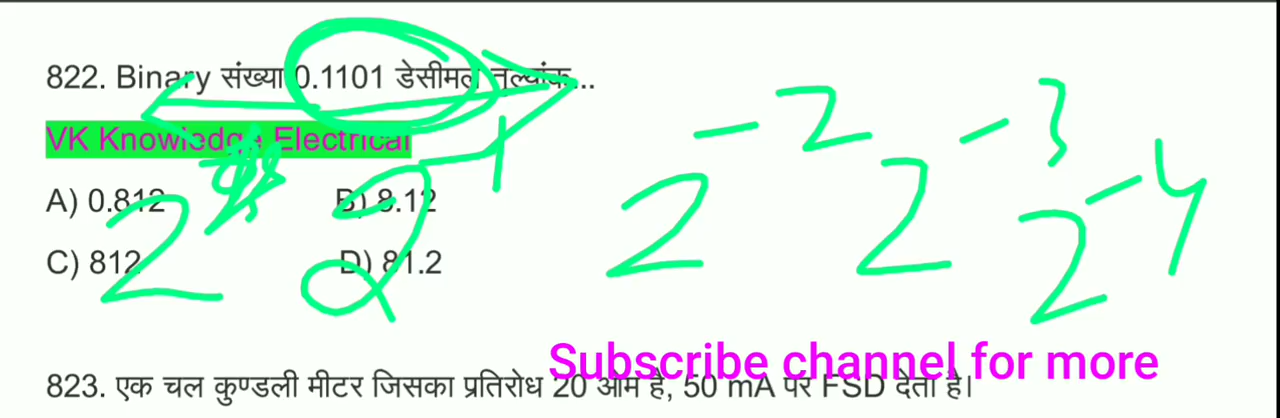 822. Binary संख्या 0.1101 डेसीमल तुल्यांक...
VK Knowledge Electrical
A) 0.812 B) 8.12
C) 812 D) 81.2
2 2^-1 2^-2 2^-3 2^-4
Subscribe channel for more
823. एक चल कुण्डली मीटर जिसका प्रतिरोध 20 ओम है, 50 mA पर FSD देता है।